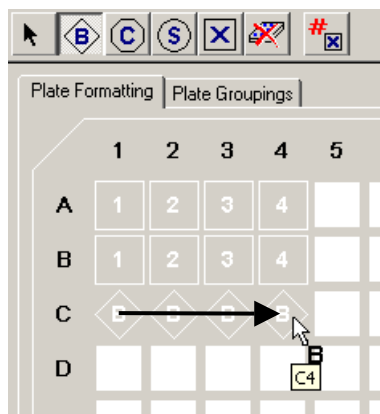 B C S X #
Plate Formatting Plate Groupings
1 2 3 4 5
A 1 2 3 4
B 1 2 3 4
C B B B B
B
C4
D